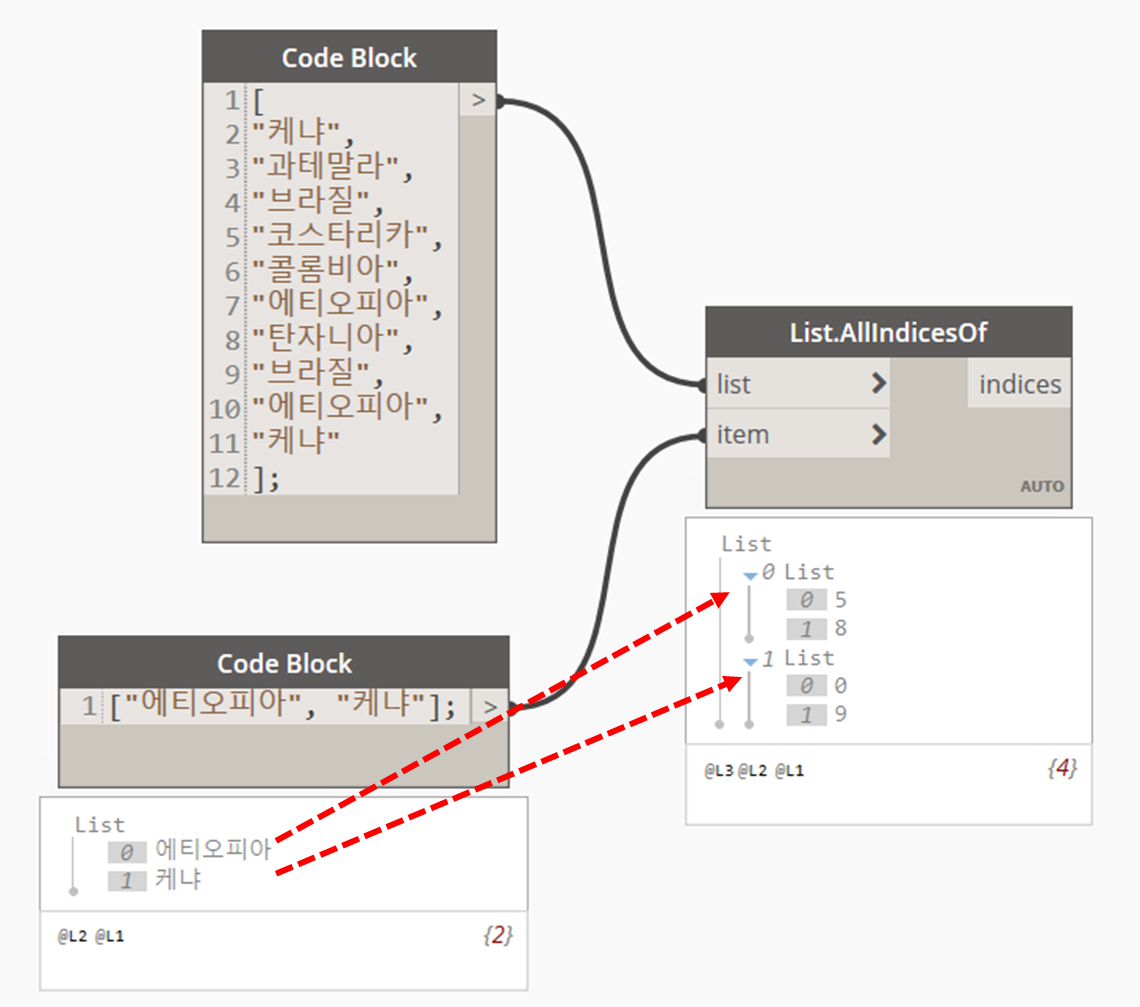 Code Block
1 [ >
2 "케냐",
3 "과테말라",
4 "브라질",
5 "코스타리카",
6 "콜롬비아",
7 "에티오피아",
8 "탄자니아",
9 "브라질",
10 "에티오피아",
11 "케냐"
12 ];
List.AllIndicesOf
list > indices
item >
AUTO
List
0 List
0 5
1 8
1 List
0 0
1 9
@L3 @L2 @L1 {4}
Code Block
1 ["에티오피아", "케냐"]; >
List
0 에티오피아
1 케냐
@L2 @L1 {2}